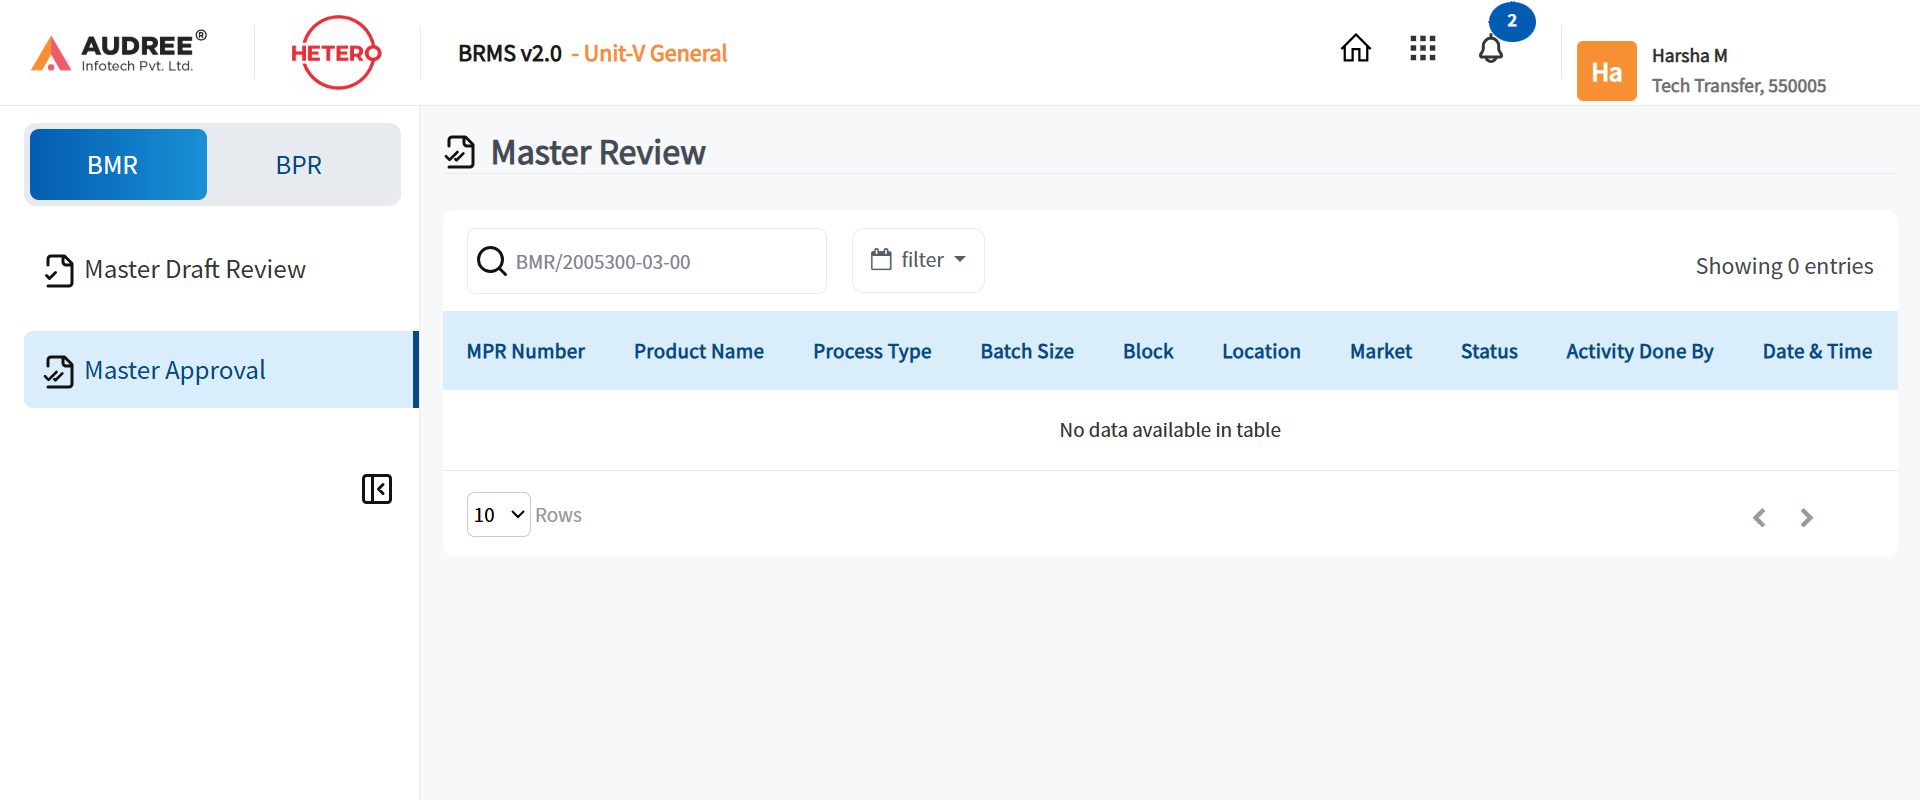 AUDREE®
Infotech Pvt. Ltd.
HETERO
BRMS v2.0 - Unit-V General
2
Ha
Harsha M
Tech Transfer, 550005
BMR
BPR
Master Draft Review
Master Approval
Master Review
BMR/2005300-03-00
filter
Showing 0 entries
MPR Number Product Name Process Type Batch Size Block Location Market Status Activity Done By Date & Time
No data available in table
10 Rows